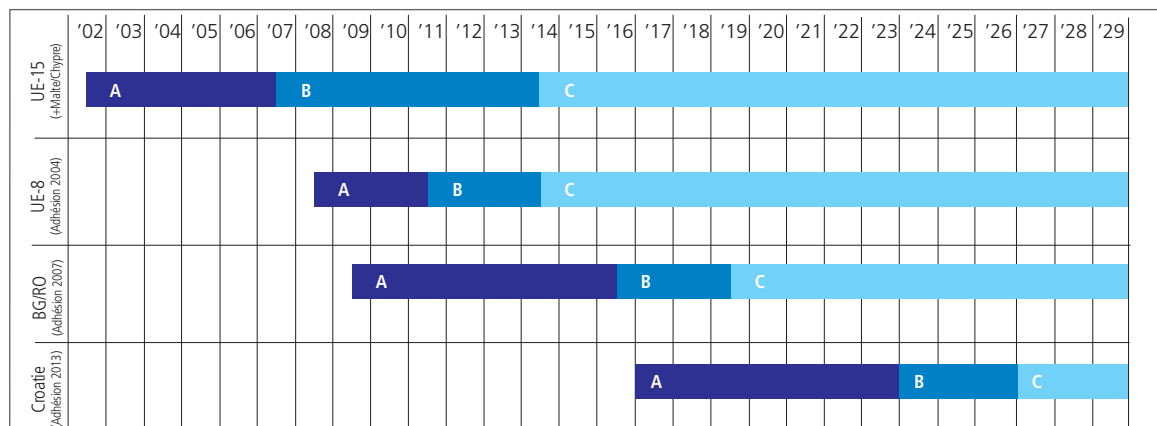 ’02 ’03 ’04 ’05 ’06 ’07 ’08 ’09 ’10 ’11 ’12 ’13 ’14 ’15 ’16 ’17 ’18 ’19 ’20 ’21 ’22 ’23 ’24 ’25 ’26 ’27 ’28 ’29
UE-15
(+Malte/Chypre)
A B C
UE-8
(Adhésion 2004)
A B C
BG/RO
(Adhésion 2007)
A B C
Croatie
(Adhésion 2013)
A B C